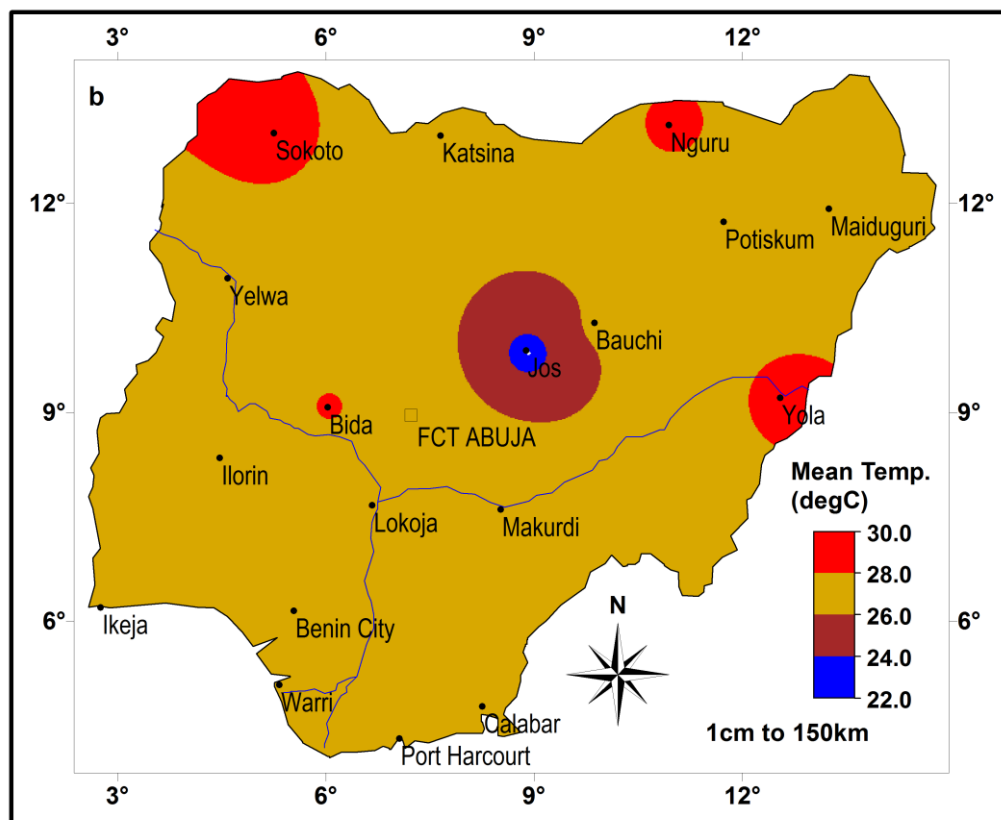 3° 6° 9° 12°
b
Sokoto
Katsina
Nguru
12° 12°
Potiskum
Maiduguri
Yelwa
Bauchi
Jos
9° 9°
Bida
FCT ABUJA
Yola
Ilorin
Mean Temp.
(degC)
Lokoja
Makurdi
30.0
28.0
26.0
24.0
22.0
N
6° 6°
Ikeja
Benin City
Warri
Calabar
Port Harcourt
1cm to 150km
3° 6° 9° 12°